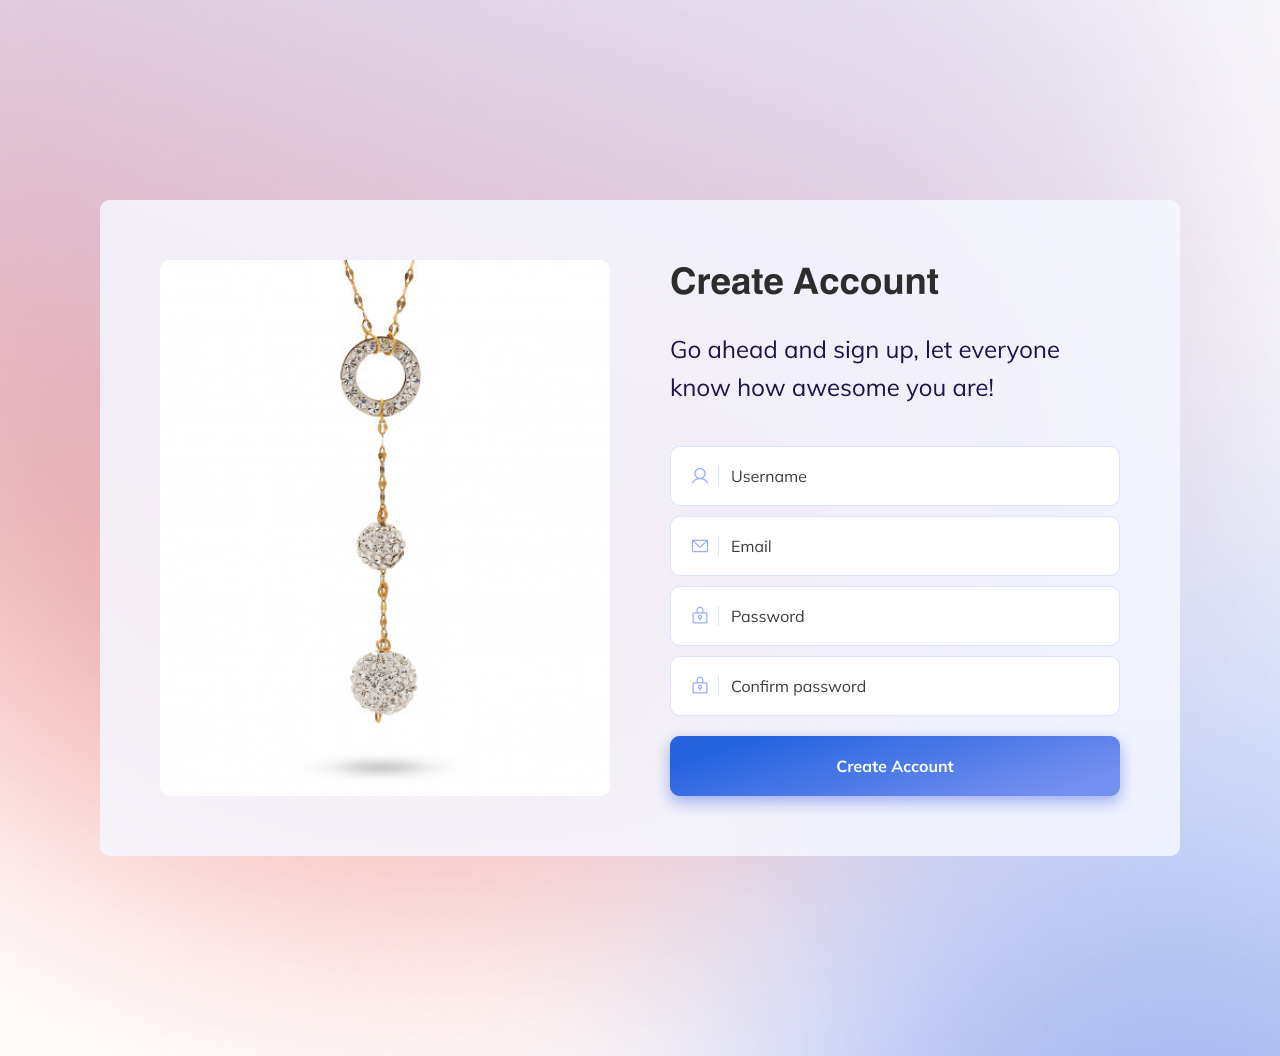 Create Account
Go ahead and sign up, let everyone
know how awesome you are!
Username
Email
Password
Confirm password
Create Account